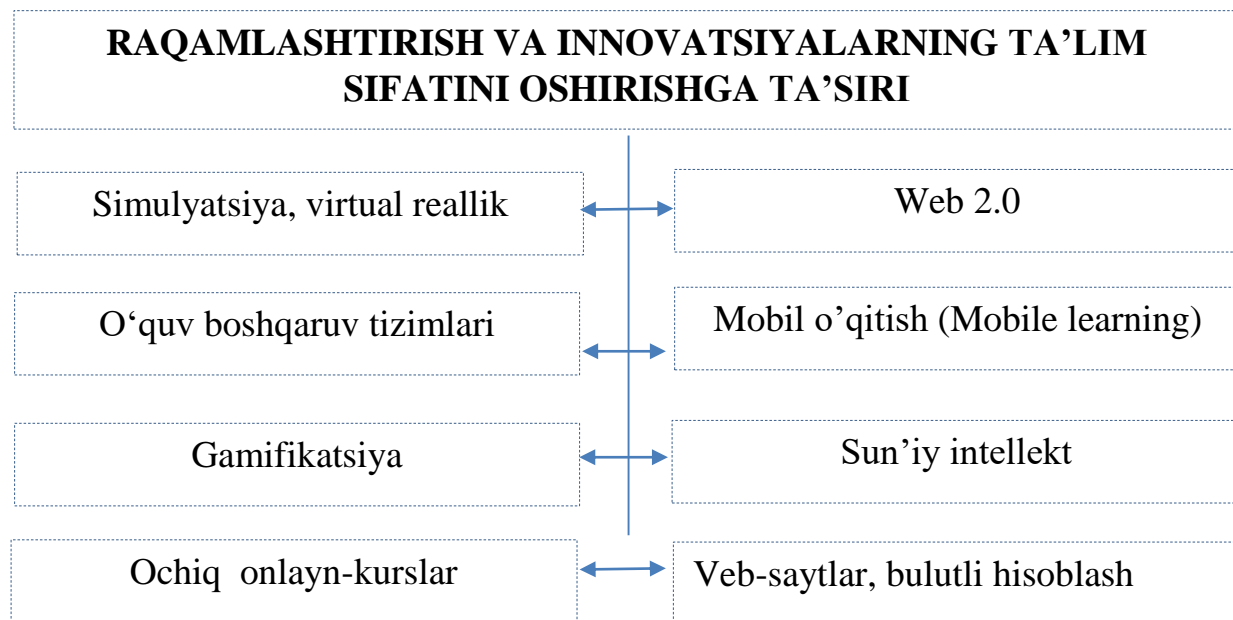 RAQAMLASHTIRISH VA INNOVATSIYALARNING TA’LIM
SIFATINI OSHIRISHGA TA’SIRI
Simulyatsiya, virtual reallik
Web 2.0
O‘quv boshqaruv tizimlari
Mobil o’qitish (Mobile learning)
Gamifikatsiya
Sun’iy intellekt
Ochiq onlayn-kurslar
Veb-saytlar, bulutli hisoblash